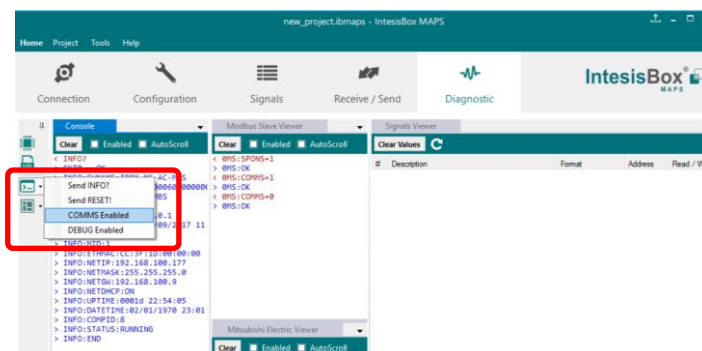 new_project.ibmaps - IntesisBox MAPS
Home Project Tools Help
Connection Configuration Signals Receive / Send Diagnostic
IntesisBox®
MAPS
Console Modbus Slave Viewer Signals Viewer
Clear Enabled AutoScroll Clear Enabled AutoScroll Clear Values
< INFO? < 0MS:SPONS=1 # Description Format Address Read / W
> 0MS:OK
< 0MS:COMMS=1
> 0MS:OK
< 0MS:COMMS=0
> 0MS:OK
Send INFO?
Send RESET!
COMMS Enabled
DEBUG Enabled
0.1
/09/2017 11
> INFO:HID:1
> INFO:ETHMAC:CC:3F:1D:00:00:00
> INFO:NETIP:192.168.100.177
> INFO:NETMASK:255.255.255.0
> INFO:NETGW:192.168.100.9
> INFO:NETDHCP:ON
> INFO:UPTIME:0001d 22:54:05
> INFO:DATETIME:02/01/1970 23:01
> INFO:COMPID:8
> INFO:STATUS:RUNNING
> INFO:END
Mitsubishi Electric Viewer
Clear Enabled AutoScroll